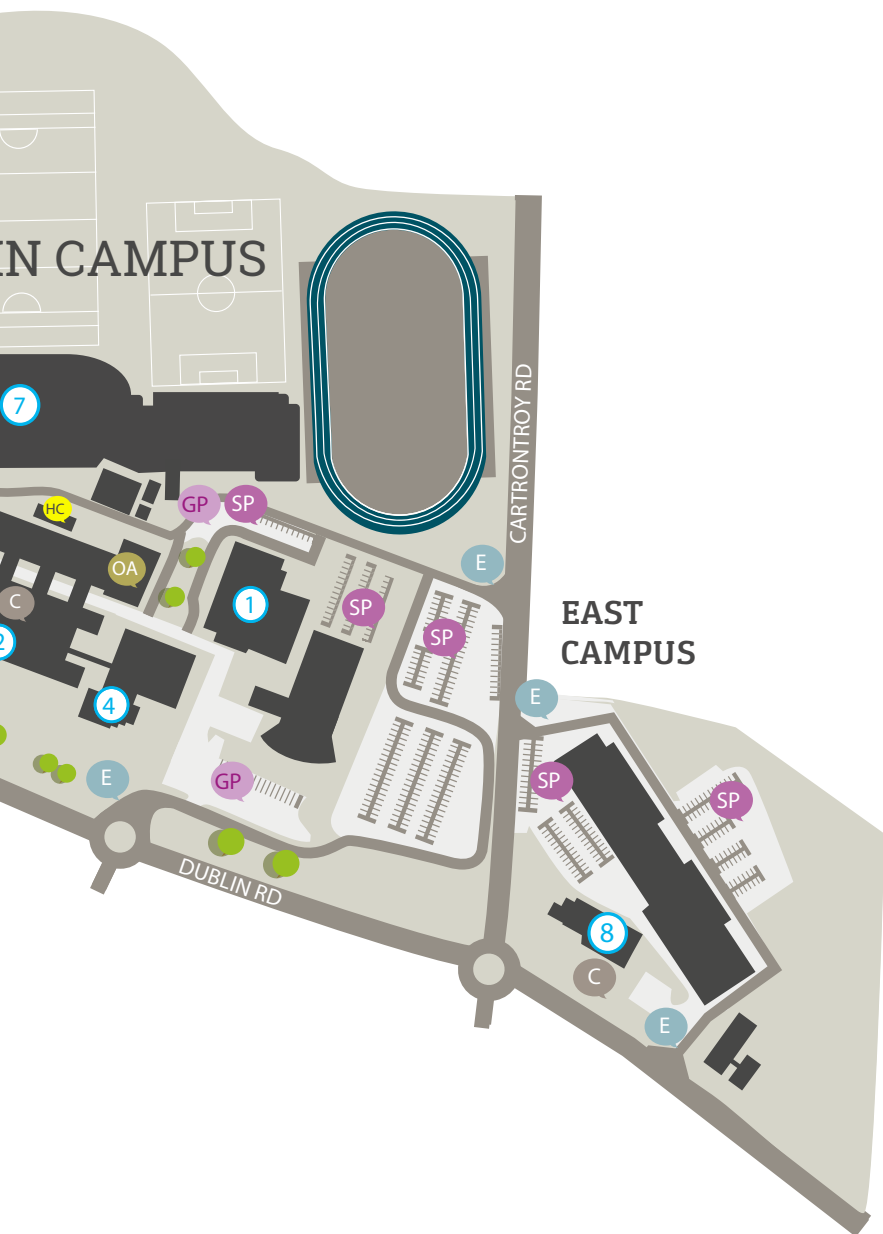 IN CAMPUS
7
CARTRONTROY RD
GP
SP
HC
E
OA
C
1
SP
2
SP
EAST
CAMPUS
E
4
E
GP
SP
SP
DUBLIN RD
8
C
E